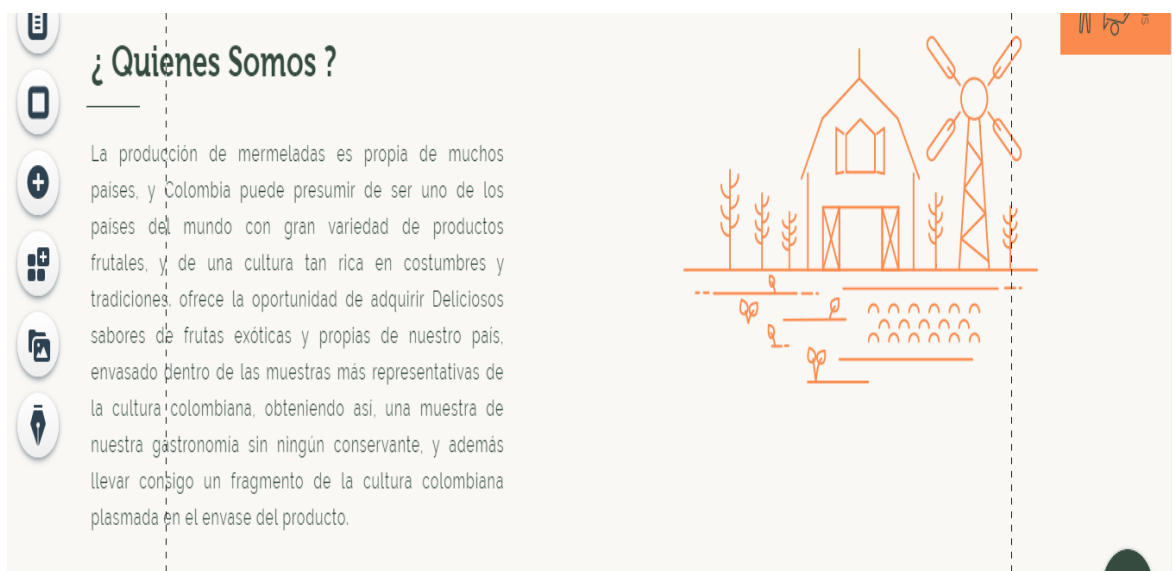 ¿ Quienes Somos ?
La producción de mermeladas es propia de muchos
países, y Colombia puede presumir de ser uno de los
países del mundo con gran variedad de productos
frutales, y de una cultura tan rica en costumbres y
tradiciones. ofrece la oportunidad de adquirir Deliciosos
sabores de frutas exóticas y propias de nuestro país,
envasado dentro de las muestras más representativas de
la cultura colombiana, obteniendo así, una muestra de
nuestra gastronomía sin ningún conservante, y además
llevar consigo un fragmento de la cultura colombiana
plasmada en el envase del producto.